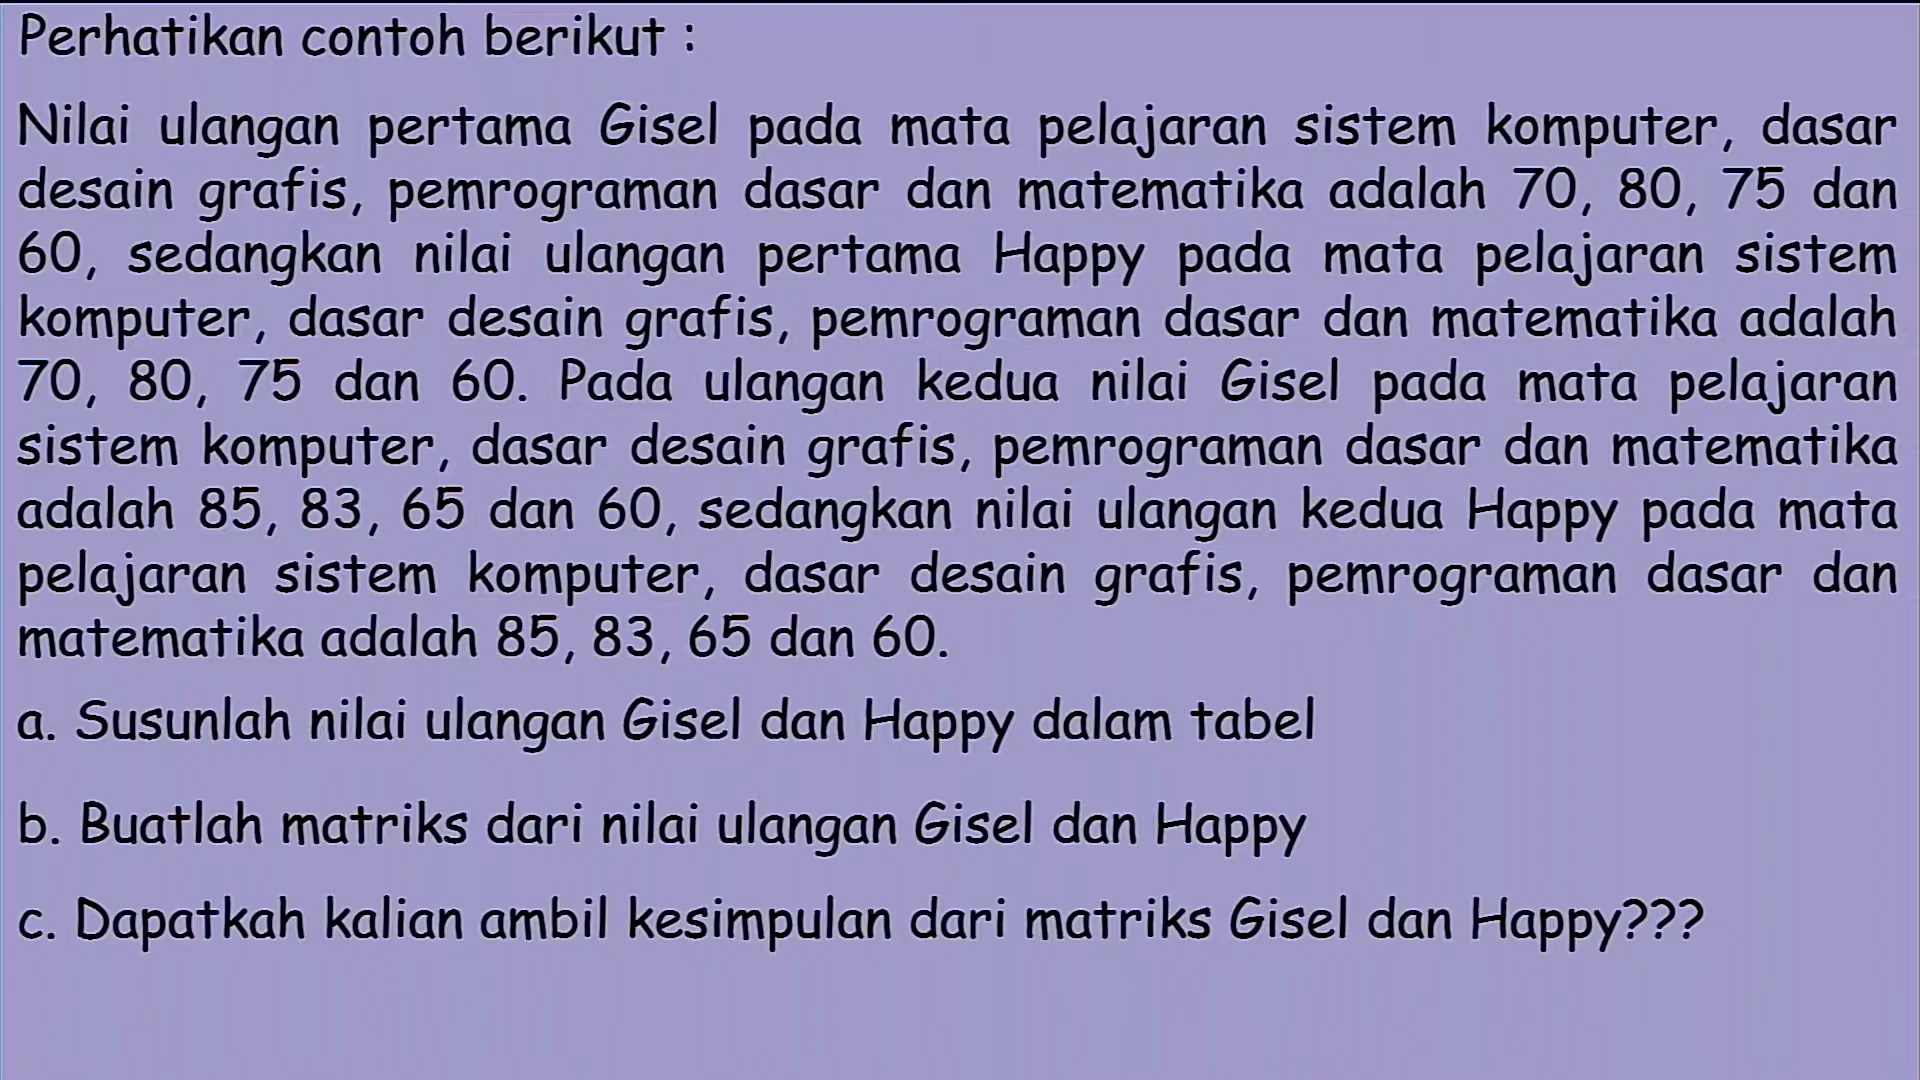 Perhatikan contoh berikut :
Nilai ulangan pertama Gisel pada mata pelajaran sistem komputer, dasar
desain grafis, pemrograman dasar dan matematika adalah 70, 80, 75 dan
60, sedangkan nilai ulangan pertama Happy pada mata pelajaran sistem
komputer, dasar desain grafis, pemrograman dasar dan matematika adalah
70, 80, 75 dan 60. Pada ulangan kedua nilai Gisel pada mata pelajaran
sistem komputer, dasar desain grafis, pemrograman dasar dan matematika
adalah 85, 83, 65 dan 60, sedangkan nilai ulangan kedua Happy pada mata
pelajaran sistem komputer, dasar desain grafis, pemrograman dasar dan
matematika adalah 85, 83, 65 dan 60.
a. Susunlah nilai ulangan Gisel dan Happy dalam tabel
b. Buatlah matriks dari nilai ulangan Gisel dan Happy
c. Dapatkah kalian ambil kesimpulan dari matriks Gisel dan Happy???